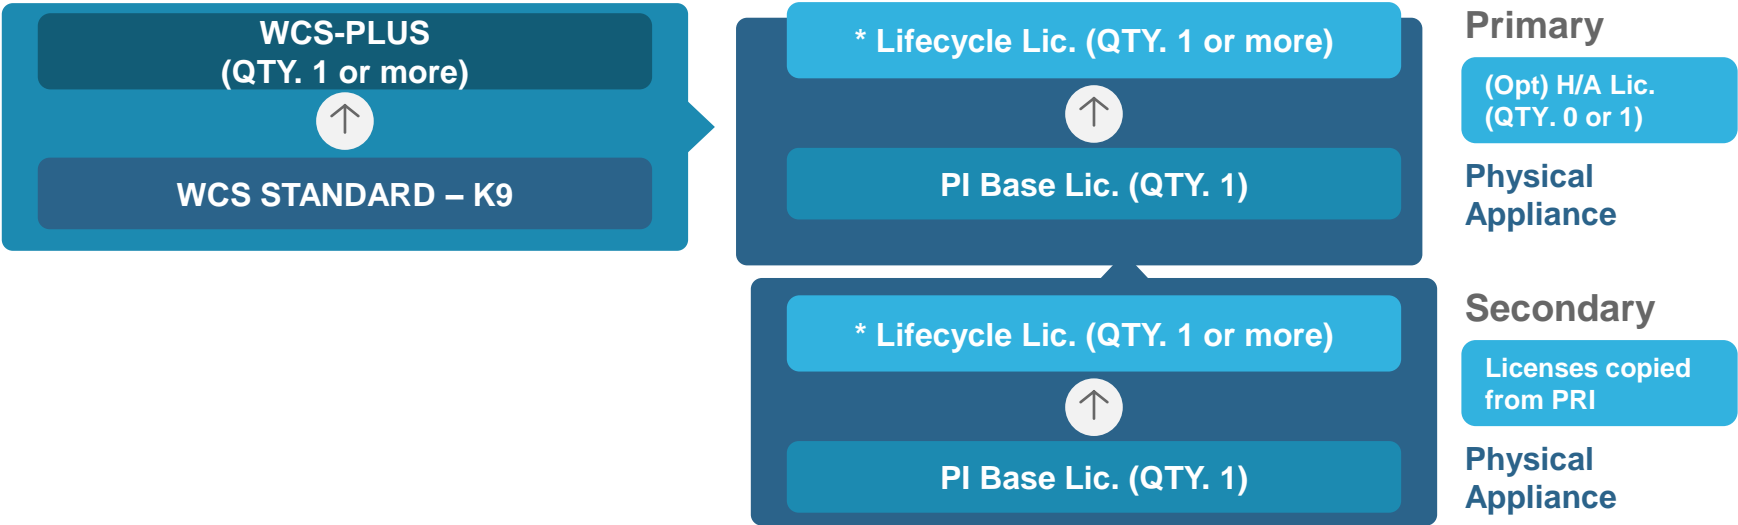 WCS-PLUS
(QTY. 1 or more)
WCS STANDARD – K9
* Lifecycle Lic. (QTY. 1 or more)
PI Base Lic. (QTY. 1)
Primary
(Opt) H/A Lic.
(QTY. 0 or 1)
Physical
Appliance
* Lifecycle Lic. (QTY. 1 or more)
PI Base Lic. (QTY. 1)
Secondary
Licenses copied
from PRI
Physical
Appliance